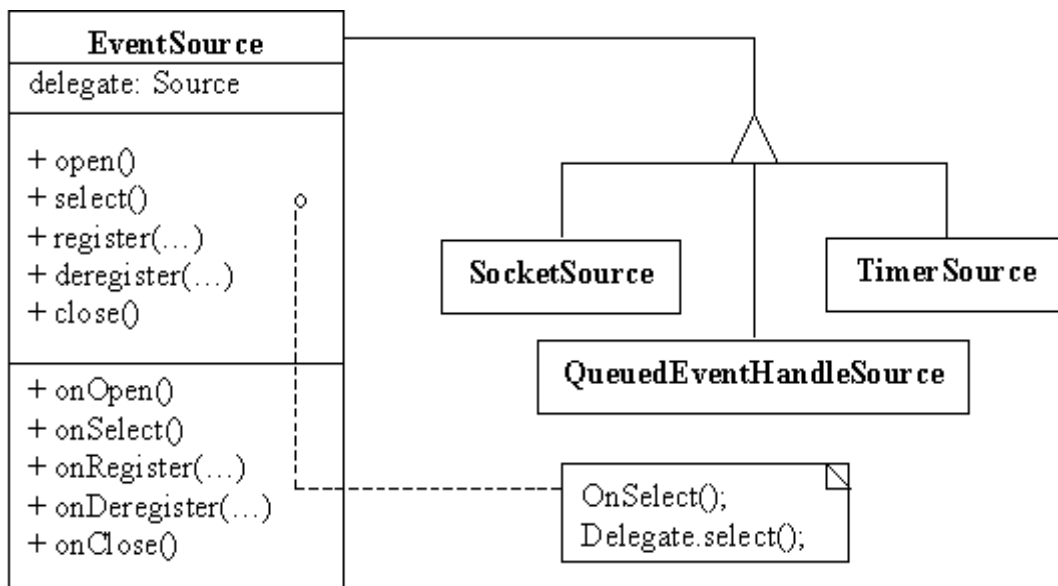 EventSource
delegate: Source
+ open()
+ select()
+ register(...)
+ deregister(...)
+ close()
+ onOpen()
+ onSelect()
+ onRegister(...)
+ onDeregister(...)
+ onClose()
SocketSource
TimerSource
QueuedEventHandleSource
OnSelect();
Delegate.select();